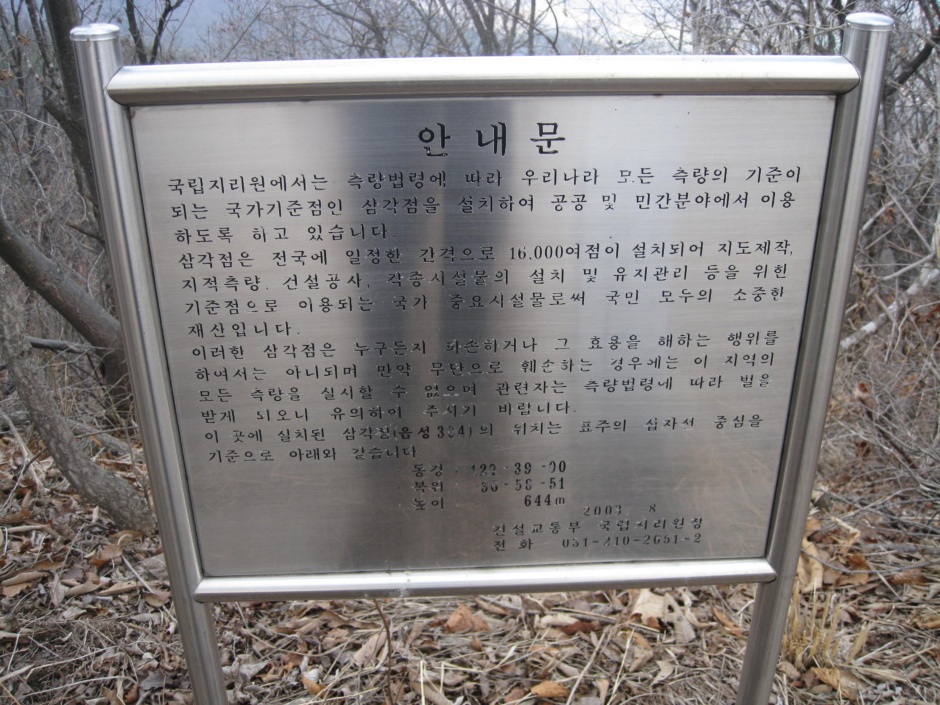 안내문
국립지리원에서는 측량법령에 따라 우리나라 모든 측량의 기준이
되는 국가기준점인 삼각점을 설치하여 공공 및 민간분야에서 이용
하도록 하고 있습니다.
삼각점은 전국에 일정한 간격으로 16,000여점이 설치되어 지도제작,
지적측량, 건설공사, 각종시설물의 설치 및 유지관리 등을 위한
기준점으로 이용되는 국가 중요시설물로써 국민 모두의 소중한
재산입니다.
이러한 삼각점은 누구든지 파손하거나 그 효용을 해하는 행위를
하여서는 아니되며 만약 무단으로 훼손하는 경우에는 이 지역의
모든 측량을 실시할 수 없으며 관련자는 측량법령에 따라 벌을
받게 되오니 유의하여 주시기 바랍니다.
이 곳에 설치된 삼각점 의 위치는 표주의 십자선 중심을
기준으로 아래와 같습니다
동경
북위 36-58-51
높이 644m
2003. 8
건설교통부 국립지리원장
전화